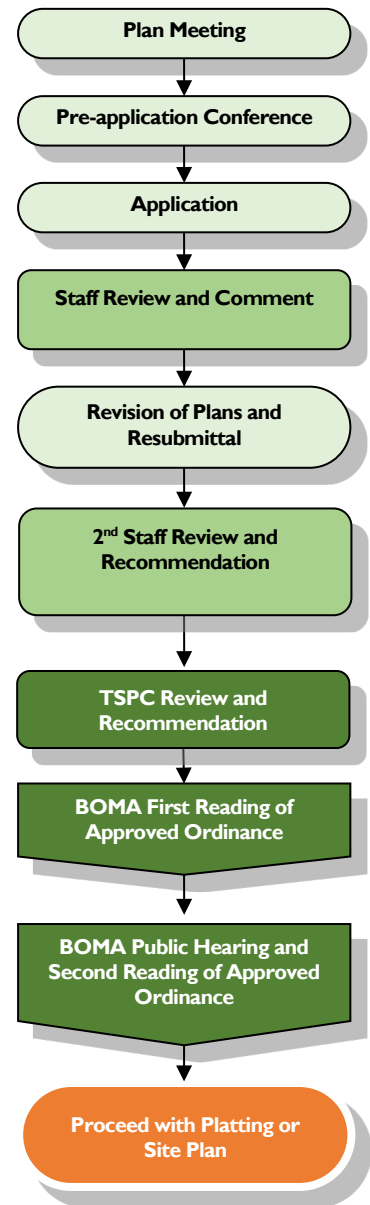 Plan Meeting
Pre-application Conference
Application
Staff Review and Comment
Revision of Plans and
Resubmittal
2nd Staff Review and
Recommendation
TSPC Review and
Recommendation
BOMA First Reading of
Approved Ordinance
BOMA Public Hearing and
Second Reading of Approved
Ordinance
Proceed with Platting or
Site Plan